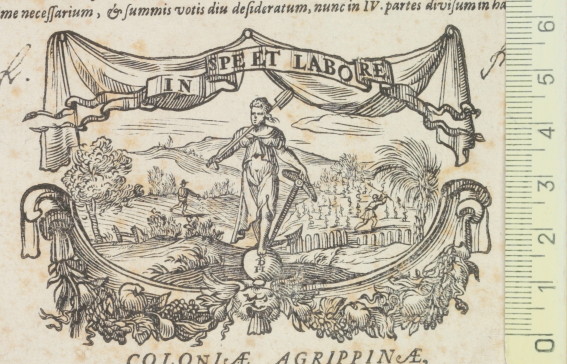 me neceſſarium, & ſummis votis diu deſideratum, nunc in IV. partes diviſum in ha
IN SPE ET LABORE
COLONIÆ AGRIPPINÆ,
6
5
4
3
2
1
0